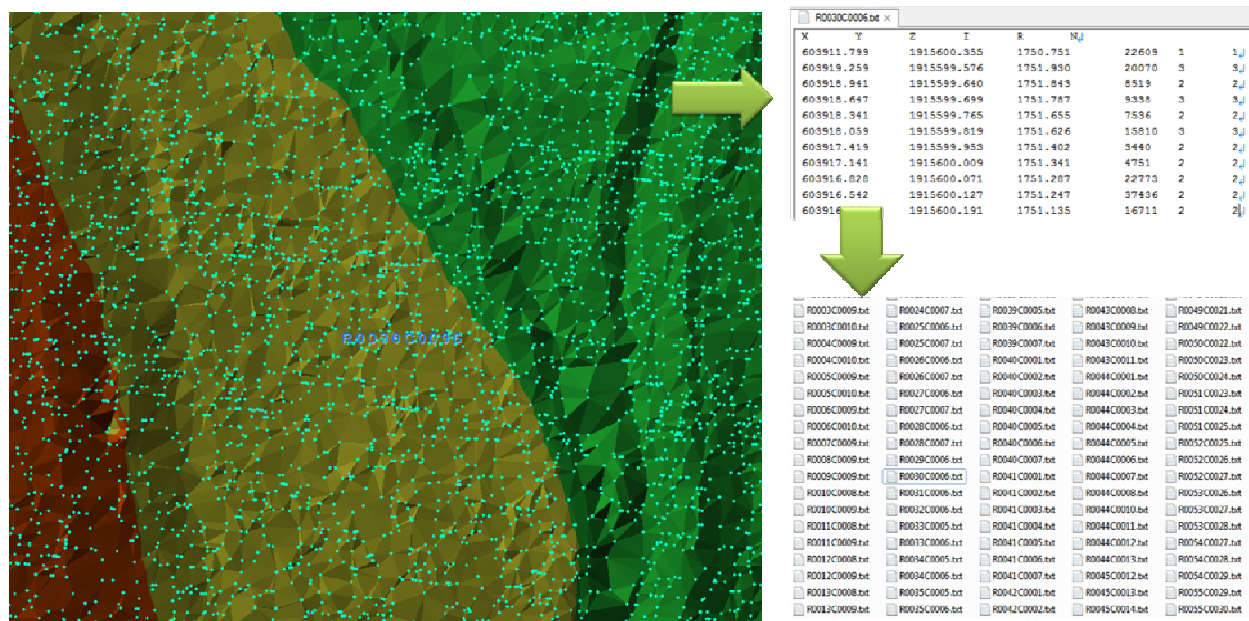 R0030C0006
R0030C0006.txt
X Y Z I R N
603911.799 1915600.355 1750.751 22609 1 1
603919.259 1915599.576 1751.930 20070 3 3
603918.941 1915599.640 1751.843 8519 2 2
603918.647 1915599.699 1751.787 9338 3 3
603918.341 1915599.765 1751.655 7536 2 2
603918.059 1915599.819 1751.626 15810 3 3
603917.419 1915599.953 1751.402 3440 2 2
603917.141 1915600.009 1751.341 4751 2 2
603916.828 1915600.071 1751.287 22773 2 2
603916.542 1915600.127 1751.247 37436 2 2
603916 1915600.191 1751.135 16711 2 2
R0003C0009.txt R0024C0007.txt R0039C0005.txt R0043C0008.txt R0049C0021.txt
R0003C0010.txt R0025C0006.txt R0039C0006.txt R0043C0009.txt R0049C0022.txt
R0004C0009.txt R0025C0007.txt R0039C0007.txt R0043C0010.txt R0050C0022.txt
R0004C0010.txt R0026C0006.txt R0040C0001.txt R0043C0011.txt R0050C0023.txt
R0005C0009.txt R0026C0007.txt R0040C0002.txt R0044C0001.txt R0050C0024.txt
R0005C0010.txt R0027C0006.txt R0040C0003.txt R0044C0002.txt R0051C0023.txt
R0006C0009.txt R0027C0007.txt R0040C0004.txt R0044C0003.txt R0051C0024.txt
R0006C0010.txt R0028C0006.txt R0040C0005.txt R0044C0004.txt R0051C0025.txt
R0007C0009.txt R0028C0007.txt R0040C0006.txt R0044C0005.txt R0052C0025.txt
R0008C0009.txt R0029C0006.txt R0040C0007.txt R0044C0006.txt R0052C0026.txt
R0009C0009.txt R0030C0006.txt R0041C0001.txt R0044C0007.txt R0052C0027.txt
R0010C0008.txt R0031C0006.txt R0041C0002.txt R0044C0008.txt R0053C0026.txt
R0010C0009.txt R0032C0006.txt R0041C0003.txt R0044C0010.txt R0053C0027.txt
R0011C0008.txt R0033C0005.txt R0041C0004.txt R0044C0011.txt R0053C0028.txt
R0011C0009.txt R0033C0006.txt R0041C0005.txt R0044C0012.txt R0054C0027.txt
R0012C0008.txt R0034C0005.txt R0041C0006.txt R0044C0013.txt R0054C0028.txt
R0012C0009.txt R0034C0006.txt R0041C0007.txt R0045C0012.txt R0054C0029.txt
R0013C0008.txt R0035C0005.txt R0042C0001.txt R0045C0013.txt R0055C0029.txt
R0013C0009.txt R0035C0006.txt R0042C0002.txt R0045C0014.txt R0055C0030.txt